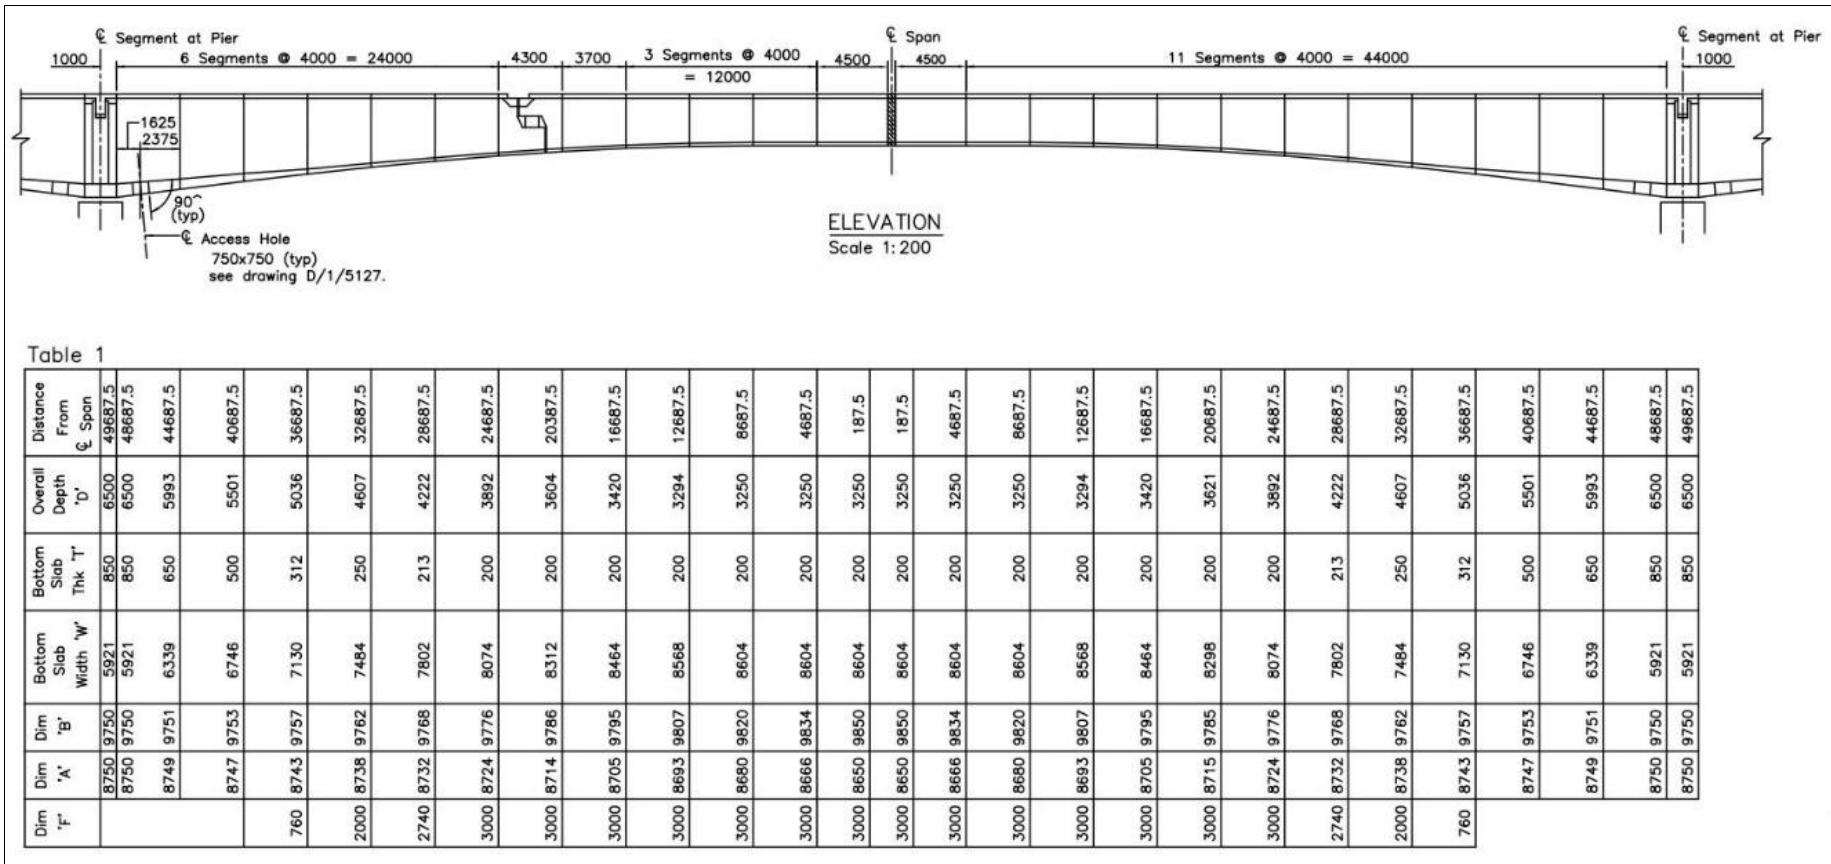 ℄ Segment at Pier
℄ Span
℄ Segment at Pier
1000
6 Segments @ 4000 = 24000
4300
3700
3 Segments @ 4000
= 12000
4500
4500
11 Segments @ 4000 = 44000
1000
1625
2375
90^
(typ)
℄ Access Hole
750x750 (typ)
see drawing D/1/5127.
ELEVATION
Scale 1:200
Table 1
Distance From ℄ Span 49687.5 48687.5 44687.5 40687.5 36687.5 32687.5 28687.5 24687.5 20387.5 16687.5 12687.5 8687.5 4687.5 187.5 187.5 4687.5 8687.5 12687.5 16687.5 20687.5 24687.5 28687.5 32687.5 36687.5 40687.5 44687.5 48687.5 49687.5
Overall Depth 'D' 6500 6500 5993 5501 5036 4607 4222 3892 3604 3420 3294 3250 3250 3250 3250 3250 3250 3294 3420 3621 3892 4222 4607 5036 5501 5993 6500 6500
Bottom Slab Thk 'T' 850 850 650 500 312 250 213 200 200 200 200 200 200 200 200 200 200 200 200 200 200 213 250 312 500 650 850 850
Bottom Slab Width 'W' 5921 5921 6339 6746 7130 7484 7802 8074 8312 8464 8568 8604 8604 8604 8604 8604 8604 8568 8464 8298 8074 7802 7484 7130 6746 6339 5921 5921
Dim 'B' 9750 9750 9751 9753 9757 9762 9768 9776 9786 9795 9807 9820 9834 9850 9850 9834 9820 9807 9795 9785 9776 9768 9762 9757 9753 9751 9750 9750
Dim 'A' 8750 8750 8749 8747 8743 8738 8732 8724 8714 8705 8693 8680 8666 8650 8650 8666 8680 8693 8705 8715 8724 8732 8738 8743 8747 8749 8750 8750
Dim 'F' 760 2000 2740 3000 3000 3000 3000 3000 3000 3000 3000 3000 3000 3000 3000 3000 3000 2740 2000 760